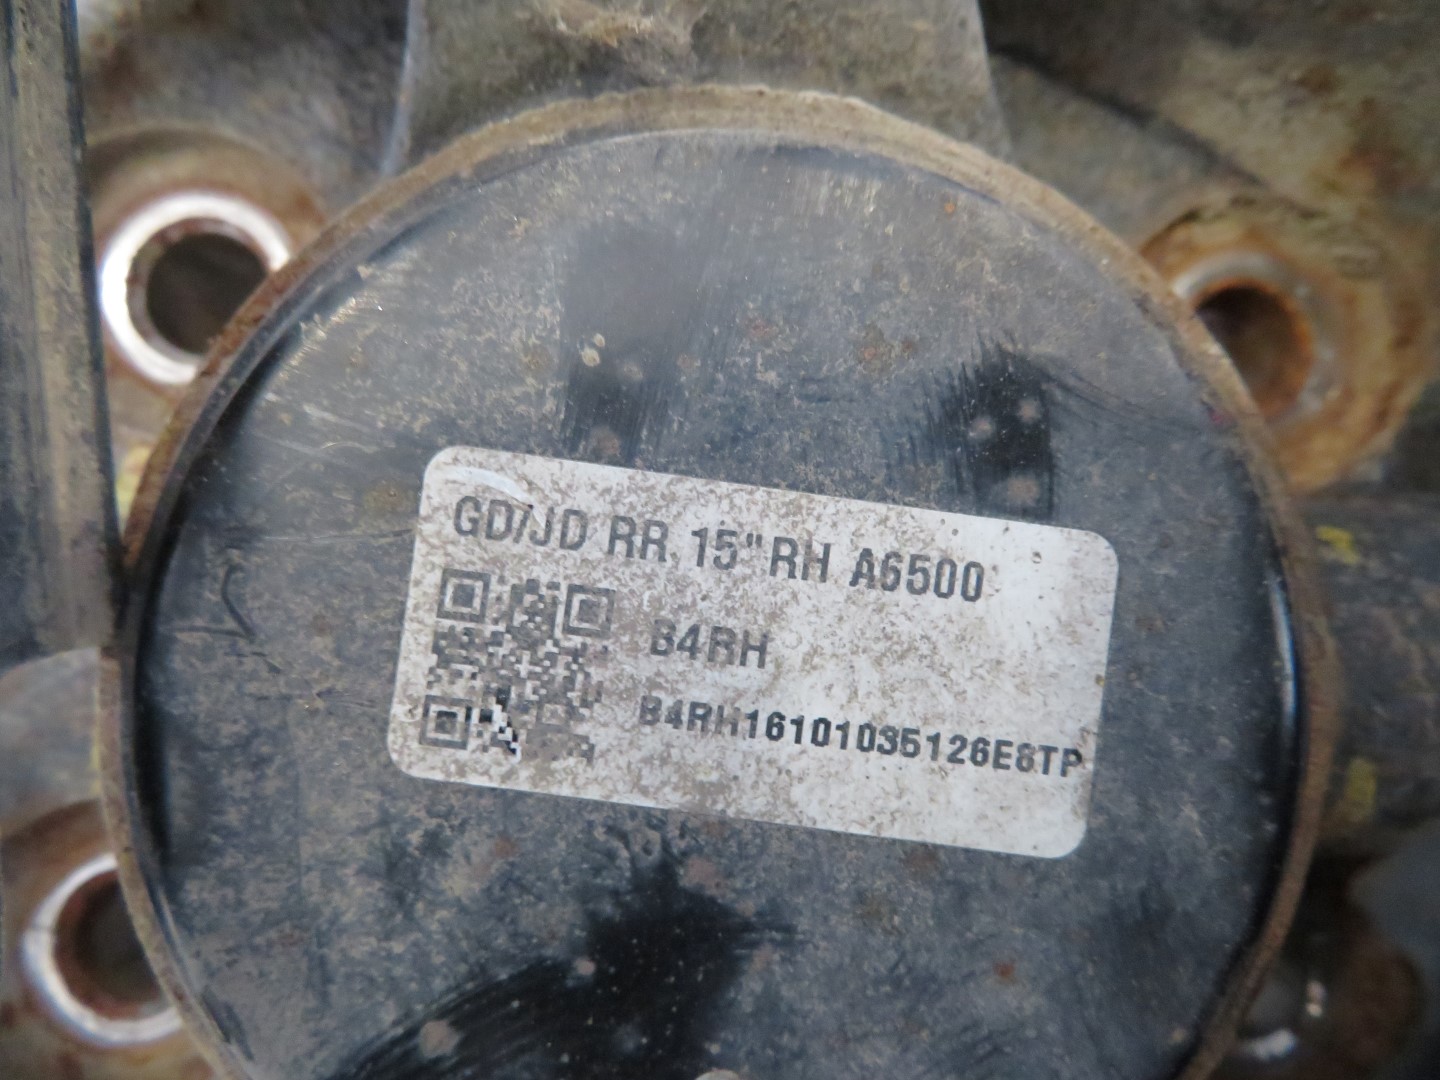 GD/JD RR 15" RH A6500
B4RH
B4RH16101035126E8TP